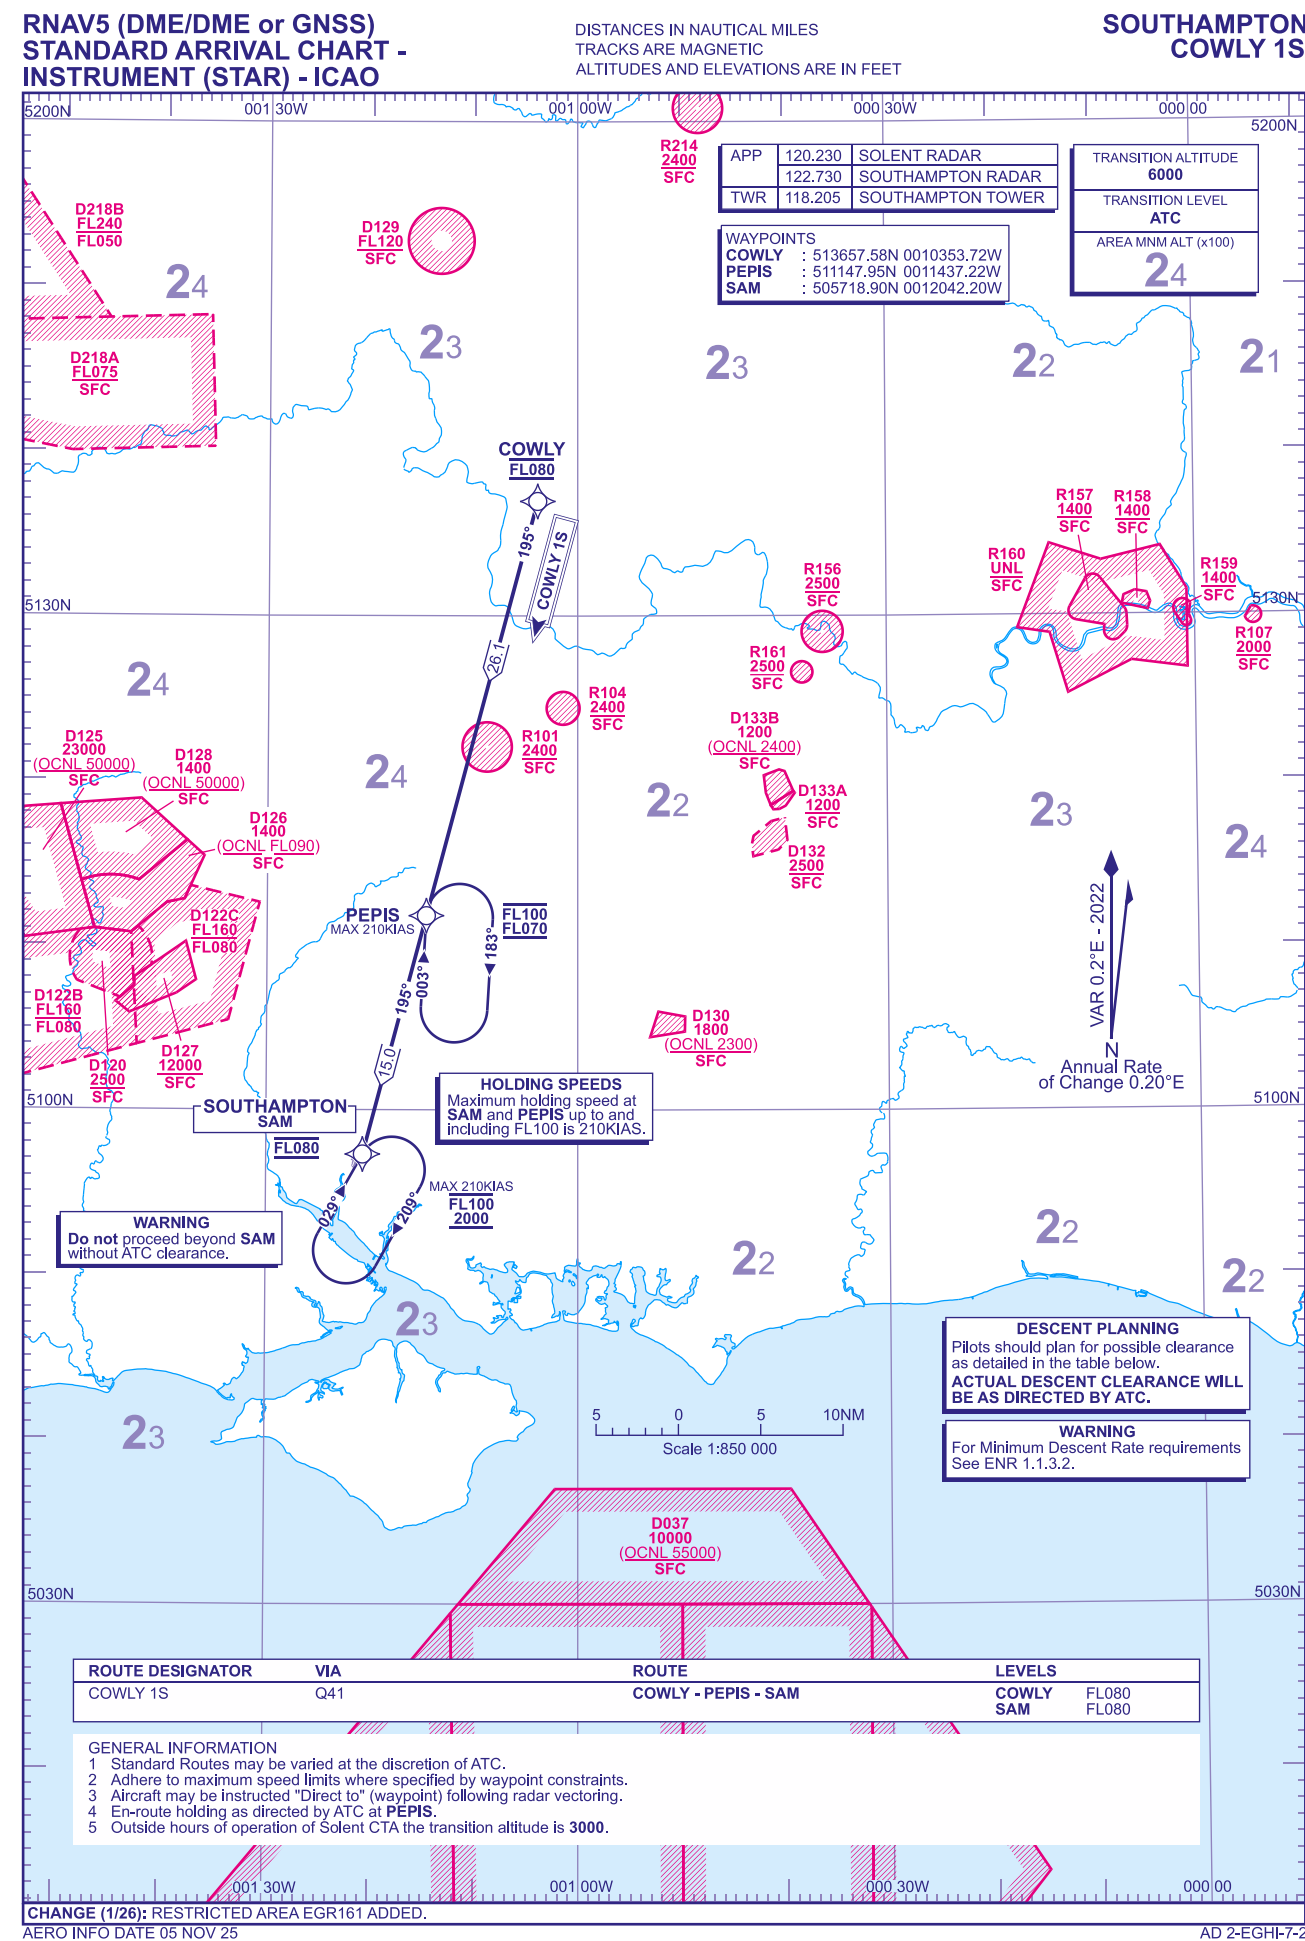 RNAV5 (DME/DME or GNSS)
STANDARD ARRIVAL CHART -
INSTRUMENT (STAR) - ICAO
DISTANCES IN NAUTICAL MILES
TRACKS ARE MAGNETIC
ALTITUDES AND ELEVATIONS ARE IN FEET
SOUTHAMPTON
COWLY 1S
5200N
001 30W
001 00W
000 30W
000 00
5200N
R214
2400
SFC
APP 120.230 SOLENT RADAR
122.730 SOUTHAMPTON RADAR
TWR 118.205 SOUTHAMPTON TOWER
TRANSITION ALTITUDE
6000
TRANSITION LEVEL
ATC
AREA MNM ALT (x100)
24
WAYPOINTS
COWLY : 513657.58N 0010353.72W
PEPIS : 511147.95N 0011437.22W
SAM : 505718.90N 0012042.20W
D218B
FL240
FL050
D129
FL120
SFC
24
23
23
22
21
D218A
FL075
SFC
COWLY
FL080
195°
COWLY 1S
26.1
R157
1400
SFC
R158
1400
SFC
R160
UNL
SFC
R159
1400
SFC
R156
2500
SFC
5130N
5130N
R107
2000
SFC
R161
2500
SFC
24
R104
2400
SFC
R101
2400
SFC
D133B
1200
(OCNL 2400)
SFC
D125
23000
(OCNL 50000)
SFC
D128
1400
(OCNL 50000)
SFC
24
22
23
24
D133A
1200
SFC
D126
1400
(OCNL FL090)
SFC
D132
2500
SFC
D122C
FL160
FL080
PEPIS
MAX 210KIAS
FL100
FL070
183°
003°
195°
15.0
VAR 0.2°E - 2022
N
Annual Rate
of Change 0.20°E
D122B
FL160
FL080
D130
1800
(OCNL 2300)
SFC
D127
12000
SFC
D120
2500
SFC
HOLDING SPEEDS
Maximum holding speed at
SAM and PEPIS up to and
including FL100 is 210KIAS.
5100N
5100N
SOUTHAMPTON
SAM
FL080
029°
209°
MAX 210KIAS
FL100
2000
WARNING
Do not proceed beyond SAM
without ATC clearance.
22
22
22
23
23
DESCENT PLANNING
Pilots should plan for possible clearance
as detailed in the table below.
ACTUAL DESCENT CLEARANCE WILL
BE AS DIRECTED BY ATC.
5 0 5 10NM
Scale 1:850 000
WARNING
For Minimum Descent Rate requirements
See ENR 1.1.3.2.
D037
10000
(OCNL 55000)
SFC
5030N
5030N
ROUTE DESIGNATOR VIA ROUTE LEVELS
COWLY 1S Q41 COWLY - PEPIS - SAM COWLY FL080
SAM FL080
GENERAL INFORMATION
1 Standard Routes may be varied at the discretion of ATC.
2 Adhere to maximum speed limits where specified by waypoint constraints.
3 Aircraft may be instructed "Direct to" (waypoint) following radar vectoring.
4 En-route holding as directed by ATC at PEPIS.
5 Outside hours of operation of Solent CTA the transition altitude is 3000.
001 30W
001 00W
000 30W
000 00
CHANGE (1/26): RESTRICTED AREA EGR161 ADDED.
AERO INFO DATE 05 NOV 25
AD 2-EGHI-7-2